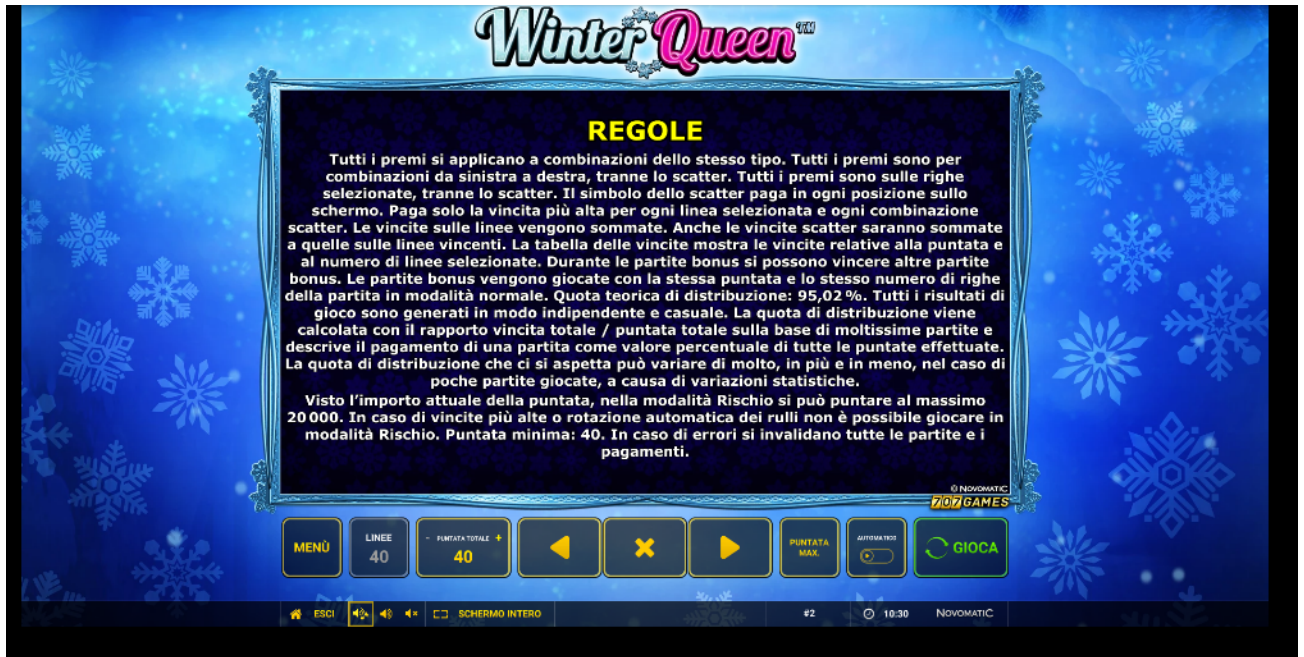 Winter Queen™
REGOLE
Tutti i premi si applicano a combinazioni dello stesso tipo. Tutti i premi sono per
combinazioni da sinistra a destra, tranne lo scatter. Tutti i premi sono sulle righe
selezionate, tranne lo scatter. Il simbolo dello scatter paga in ogni posizione sullo
schermo. Paga solo la vincita più alta per ogni linea selezionata e ogni combinazione
scatter. Le vincite sulle linee vengono sommate. Anche le vincite scatter saranno sommate
a quelle sulle linee vincenti. La tabella delle vincite mostra le vincite relative alla puntata e
al numero di linee selezionate. Durante le partite bonus si possono vincere altre partite
bonus. Le partite bonus vengono giocate con la stessa puntata e lo stesso numero di righe
della partita in modalità normale. Quota teorica di distribuzione: 95,02 %. Tutti i risultati di
gioco sono generati in modo indipendente e casuale. La quota di distribuzione viene
calcolata con il rapporto vincita totale / puntata totale sulla base di moltissime partite e
descrive il pagamento di una partita come valore percentuale di tutte le puntate effettuate.
La quota di distribuzione che ci si aspetta può variare di molto, in più e in meno, nel caso di
poche partite giocate, a causa di variazioni statistiche.
Visto l'importo attuale della puntata, nella modalità Rischio si può puntare al massimo
20 000. In caso di vincite più alte o rotazione automatica dei rulli non è possibile giocare in
modalità Rischio. Puntata minima: 40. In caso di errori si invalidano tutte le partite e i
pagamenti.
© NOVOMATIC
707 GAMES
MENÙ
LINEE
40
- PUNTATA TOTALE +
40
PUNTATA
MAX.
AUTOMATICO
GIOCA
ESCI
SCHERMO INTERO
#2
10:30
NOVOMATIC